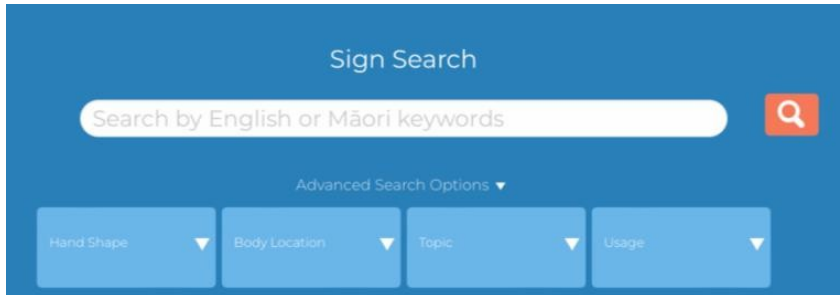 Sign Search
Search by English or Māori keywords
Advanced Search Options
Hand Shape Body Location Topic Usage